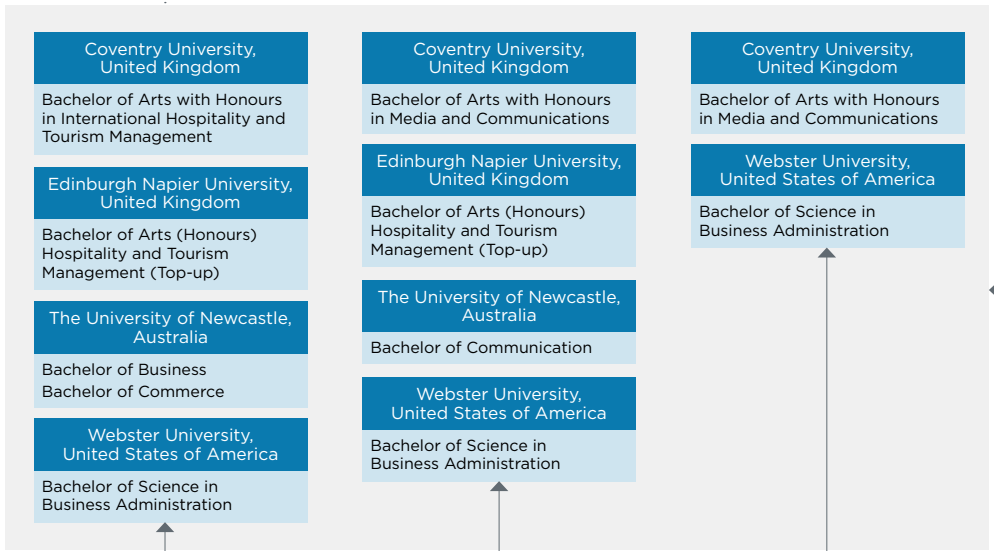 Coventry University,
United Kingdom
Bachelor of Arts with Honours
in International Hospitality and
Tourism Management
Edinburgh Napier University,
United Kingdom
Bachelor of Arts (Honours)
Hospitality and Tourism
Management (Top-up)
The University of Newcastle,
Australia
Bachelor of Business
Bachelor of Commerce
Webster University,
United States of America
Bachelor of Science in
Business Administration
Coventry University,
United Kingdom
Bachelor of Arts with Honours
in Media and Communications
Edinburgh Napier University,
United Kingdom
Bachelor of Arts (Honours)
Hospitality and Tourism
Management (Top-up)
The University of Newcastle,
Australia
Bachelor of Communication
Webster University,
United States of America
Bachelor of Science in
Business Administration
Coventry University,
United Kingdom
Bachelor of Arts with Honours
in Media and Communications
Webster University,
United States of America
Bachelor of Science in
Business Administration